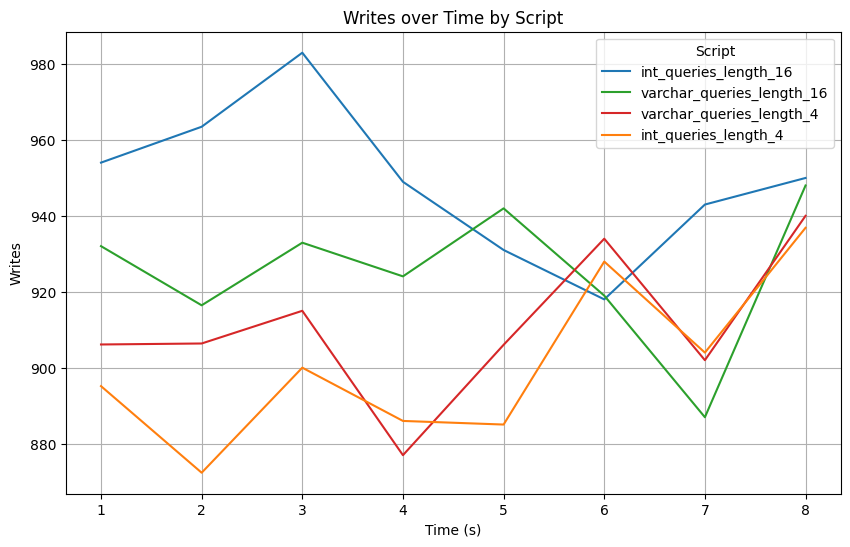 Writes over Time by Script
Script
int_queries_length_16
varchar_queries_length_16
varchar_queries_length_4
int_queries_length_4
Writes
980
960
940
920
900
880
1 2 3 4 5 6 7 8
Time (s)